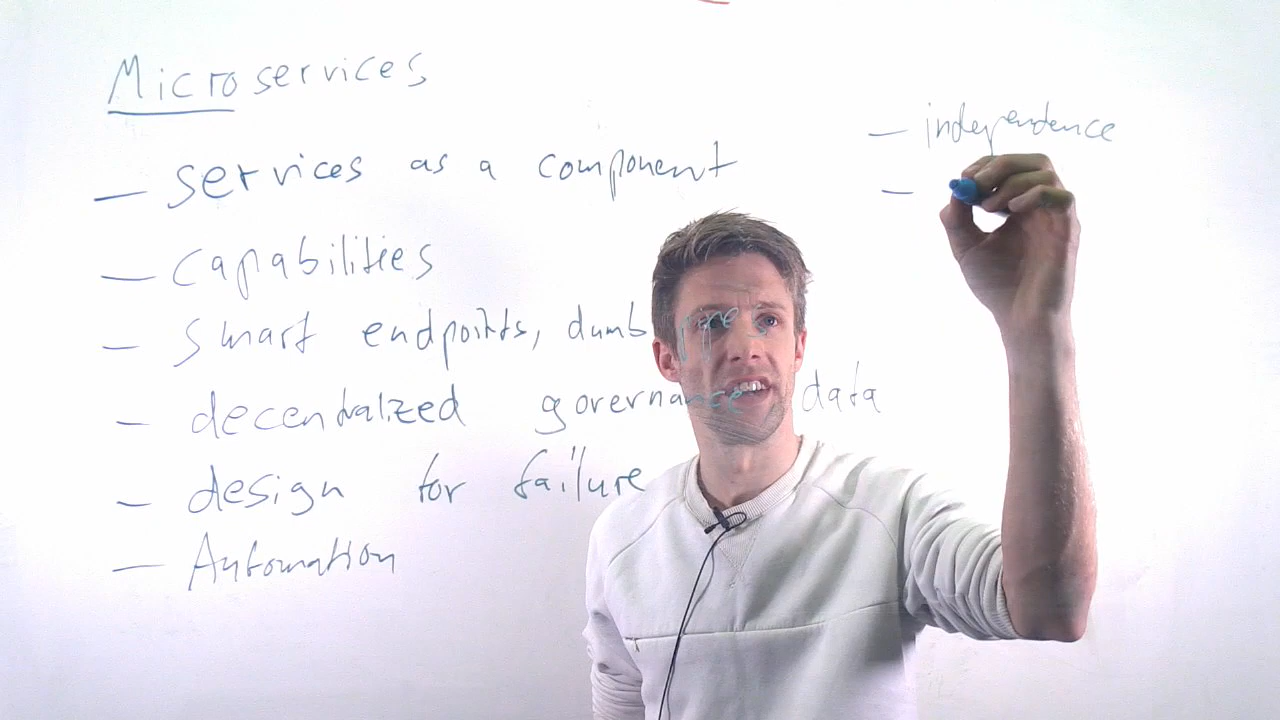 Microservices
— services as a component
— capabilities
— smart endpoints, dumb pipes
— decentralized governance data
— design for failure
— Automation
— independence
—